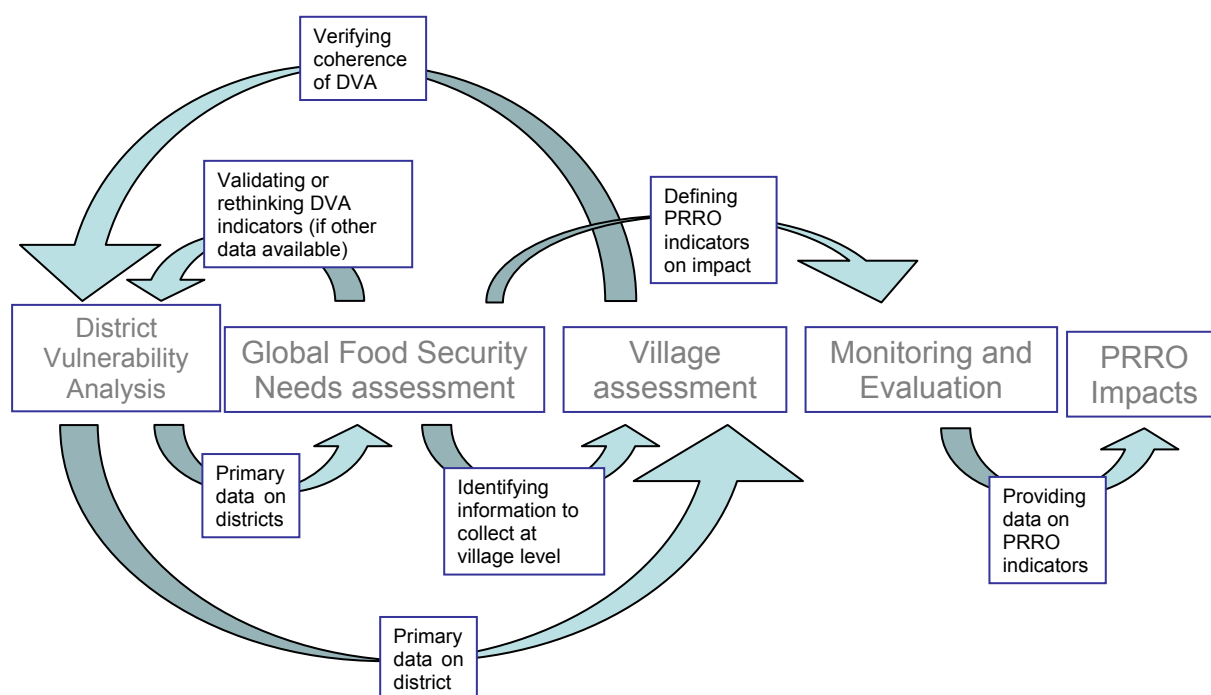 Verifying
coherence
of DVA
Validating or
rethinking DVA
indicators (if other
data available)
Defining
PRRO
indicators
on impact
District
Vulnerability
Analysis
Global Food Security
Needs assessment
Village
assessment
Monitoring and
Evaluation
PRRO
Impacts
Primary
data on
districts
Identifying
information to
collect at
village level
Providing
data on
PRRO
indicators
Primary
data on
district